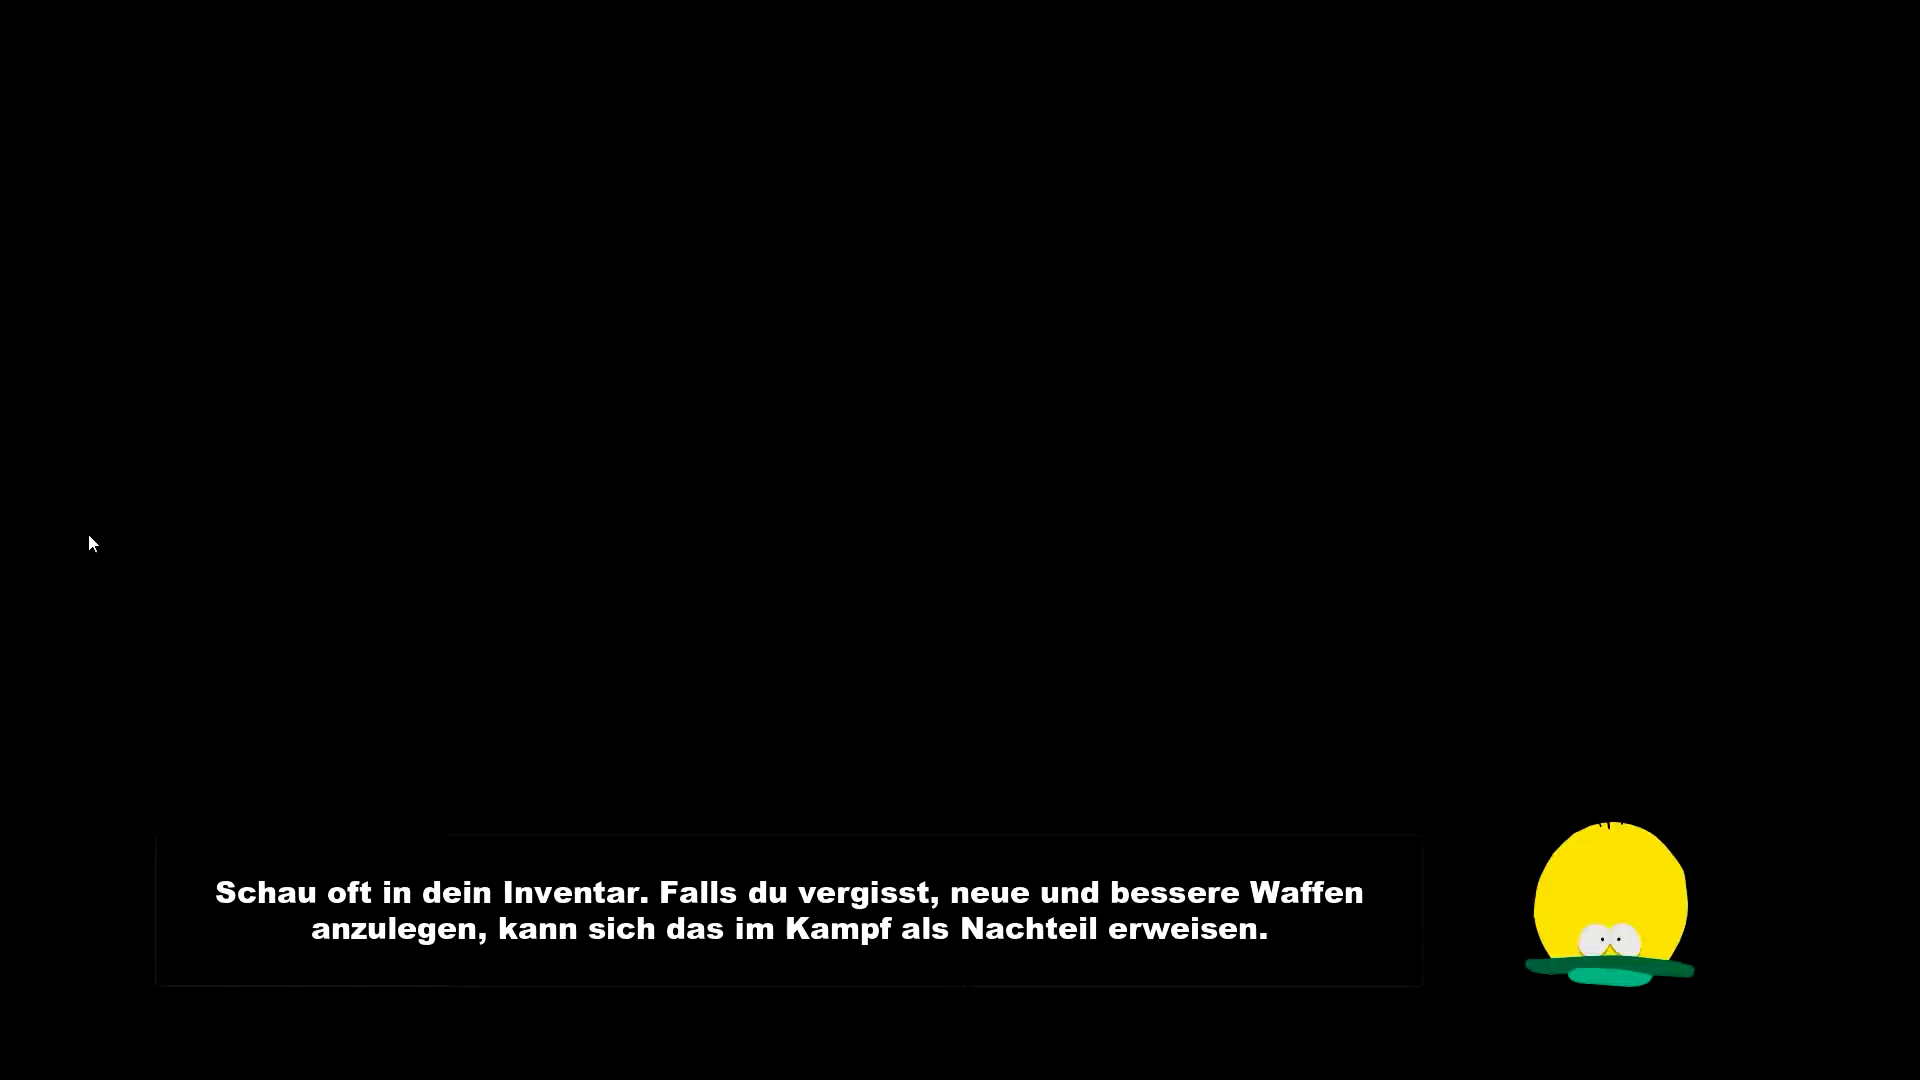 Schau oft in dein Inventar. Falls du vergisst, neue und bessere Waffen
anzulegen, kann sich das im Kampf als Nachteil erweisen.